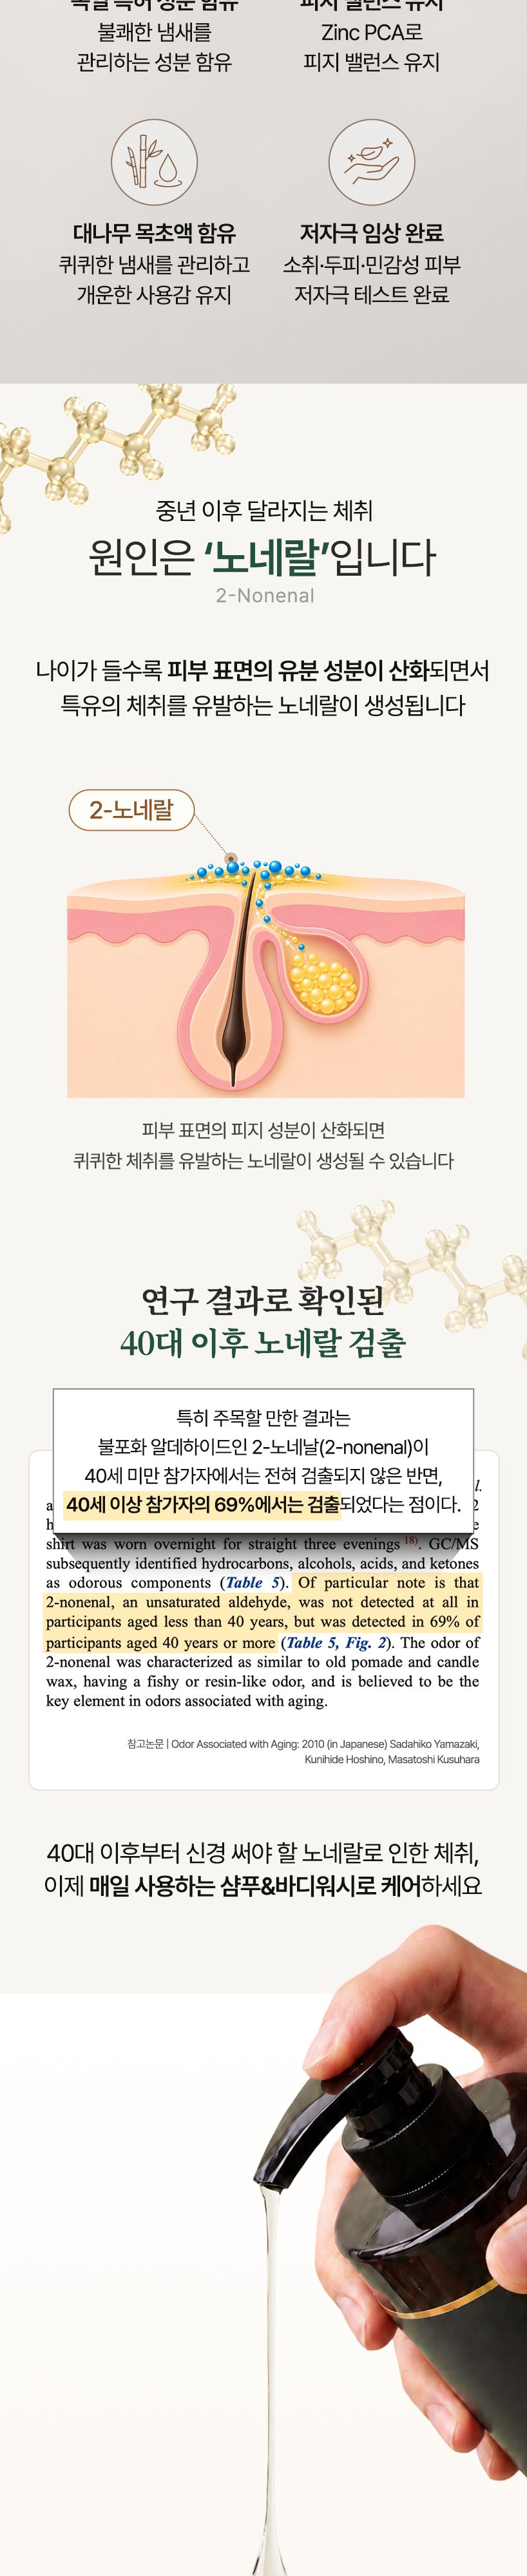 독일 특허 성분 함유
불쾌한 냄새를
관리하는 성분 함유
피지 밸런스 유지
Zinc PCA로
피지 밸런스 유지
대나무 목초액 함유
퀴퀴한 냄새를 관리하고
개운한 사용감 유지
저자극 임상 완료
소취·두피·민감성 피부
저자극 테스트 완료
중년 이후 달라지는 체취
원인은 ‘노네랄’입니다
2-Nonenal
나이가 들수록 피부 표면의 유분 성분이 산화되면서
특유의 체취를 유발하는 노네랄이 생성됩니다
2-노네랄
피부 표면의 피지 성분이 산화되면
퀴퀴한 체취를 유발하는 노네랄이 생성될 수 있습니다
연구 결과로 확인된
40대 이후 노네랄 검출
특히 주목할 만한 결과는
불포화 알데하이드인 2-노네날(2-nonenal)이
40세 미만 참가자에서는 전혀 검출되지 않은 반면,
40세 이상 참가자의 69%에서는 검출되었다는 점이다.
shirt was worn overnight for straight three evenings 18). GC/MS
subsequently identified hydrocarbons, alcohols, acids, and ketones
as odorous components (Table 5). Of particular note is that
2-nonenal, an unsaturated aldehyde, was not detected at all in
participants aged less than 40 years, but was detected in 69% of
participants aged 40 years or more (Table 5, Fig. 2). The odor of
2-nonenal was characterized as similar to old pomade and candle
wax, having a fishy or resin-like odor, and is believed to be the
key element in odors associated with aging.
참고논문 | Odor Associated with Aging: 2010 (in Japanese) Sadahiko Yamazaki,
Kunihide Hoshino, Masatoshi Kusuhara
40대 이후부터 신경 써야 할 노네랄로 인한 체취,
이제 매일 사용하는 샴푸&바디워시로 케어하세요